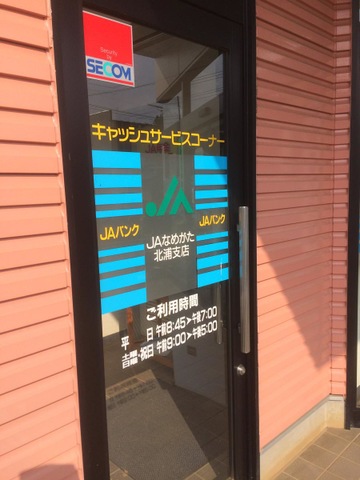 Security by
SECOM
キャッシュサービスコーナー
JA
JAバンク
JAバンク
JAなめがた
北浦支店
ご利用時間
平 日 午前8:45>午後7:00
土曜・日曜・祝日 午前9:00>午後5:00